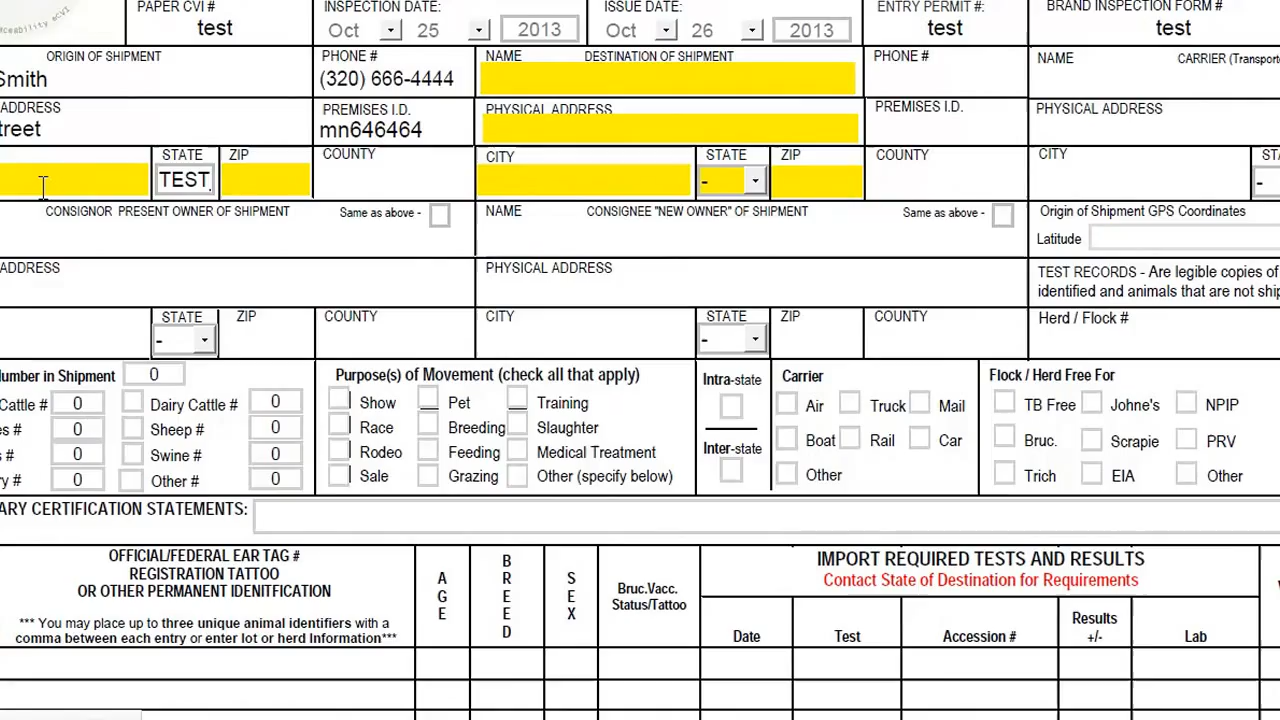 aceability eCVI
PAPER CVI #
test
INSPECTION DATE:
Oct 25 2013
ISSUE DATE:
Oct 26 2013
ENTRY PERMIT #:
test
BRAND INSPECTION FORM #
test
ORIGIN OF SHIPMENT
Smith
PHONE #
(320) 666-4444
NAME DESTINATION OF SHIPMENT
PHONE #
NAME CARRIER (Transporte
ADDRESS
treet
PREMISES I.D.
mn646464
PHYSICAL ADDRESS
PREMISES I.D.
PHYSICAL ADDRESS
STATE
TEST
ZIP
COUNTY
CITY
STATE
-
ZIP
COUNTY
CITY
STA
-
CONSIGNOR PRESENT OWNER OF SHIPMENT Same as above -
NAME CONSIGNEE "NEW OWNER" OF SHIPMENT Same as above -
Origin of Shipment GPS Coordinates
Latitude
ADDRESS
PHYSICAL ADDRESS
TEST RECORDS - Are legible copies of
identified and animals that are not ship
STATE
-
ZIP
COUNTY
CITY
STATE
-
ZIP
COUNTY
Herd / Flock #
Number in Shipment 0
Cattle # 0 Dairy Cattle # 0
s # 0 Sheep # 0
s # 0 Swine # 0
y # 0 Other # 0
Purpose(s) of Movement (check all that apply)
Show Pet Training
Race Breeding Slaughter
Rodeo Feeding Medical Treatment
Sale Grazing Other (specify below)
Intra-state
Inter-state
Carrier
Air Truck Mail
Boat Rail Car
Other
Flock / Herd Free For
TB Free Johne's NPIP
Bruc. Scrapie PRV
Trich EIA Other
ARY CERTIFICATION STATEMENTS:
OFFICIAL/FEDERAL EAR TAG #
REGISTRATION TATTOO
OR OTHER PERMANENT IDENITFICATION
*** You may place up to three unique animal identifiers with a
comma between each entry or enter lot or herd Information***
AGE
BREED
SEX
Bruc.Vacc.
Status/Tattoo
IMPORT REQUIRED TESTS AND RESULTS
Contact State of Destination for Requirements
Date
Test
Accession #
Results
+/-
Lab